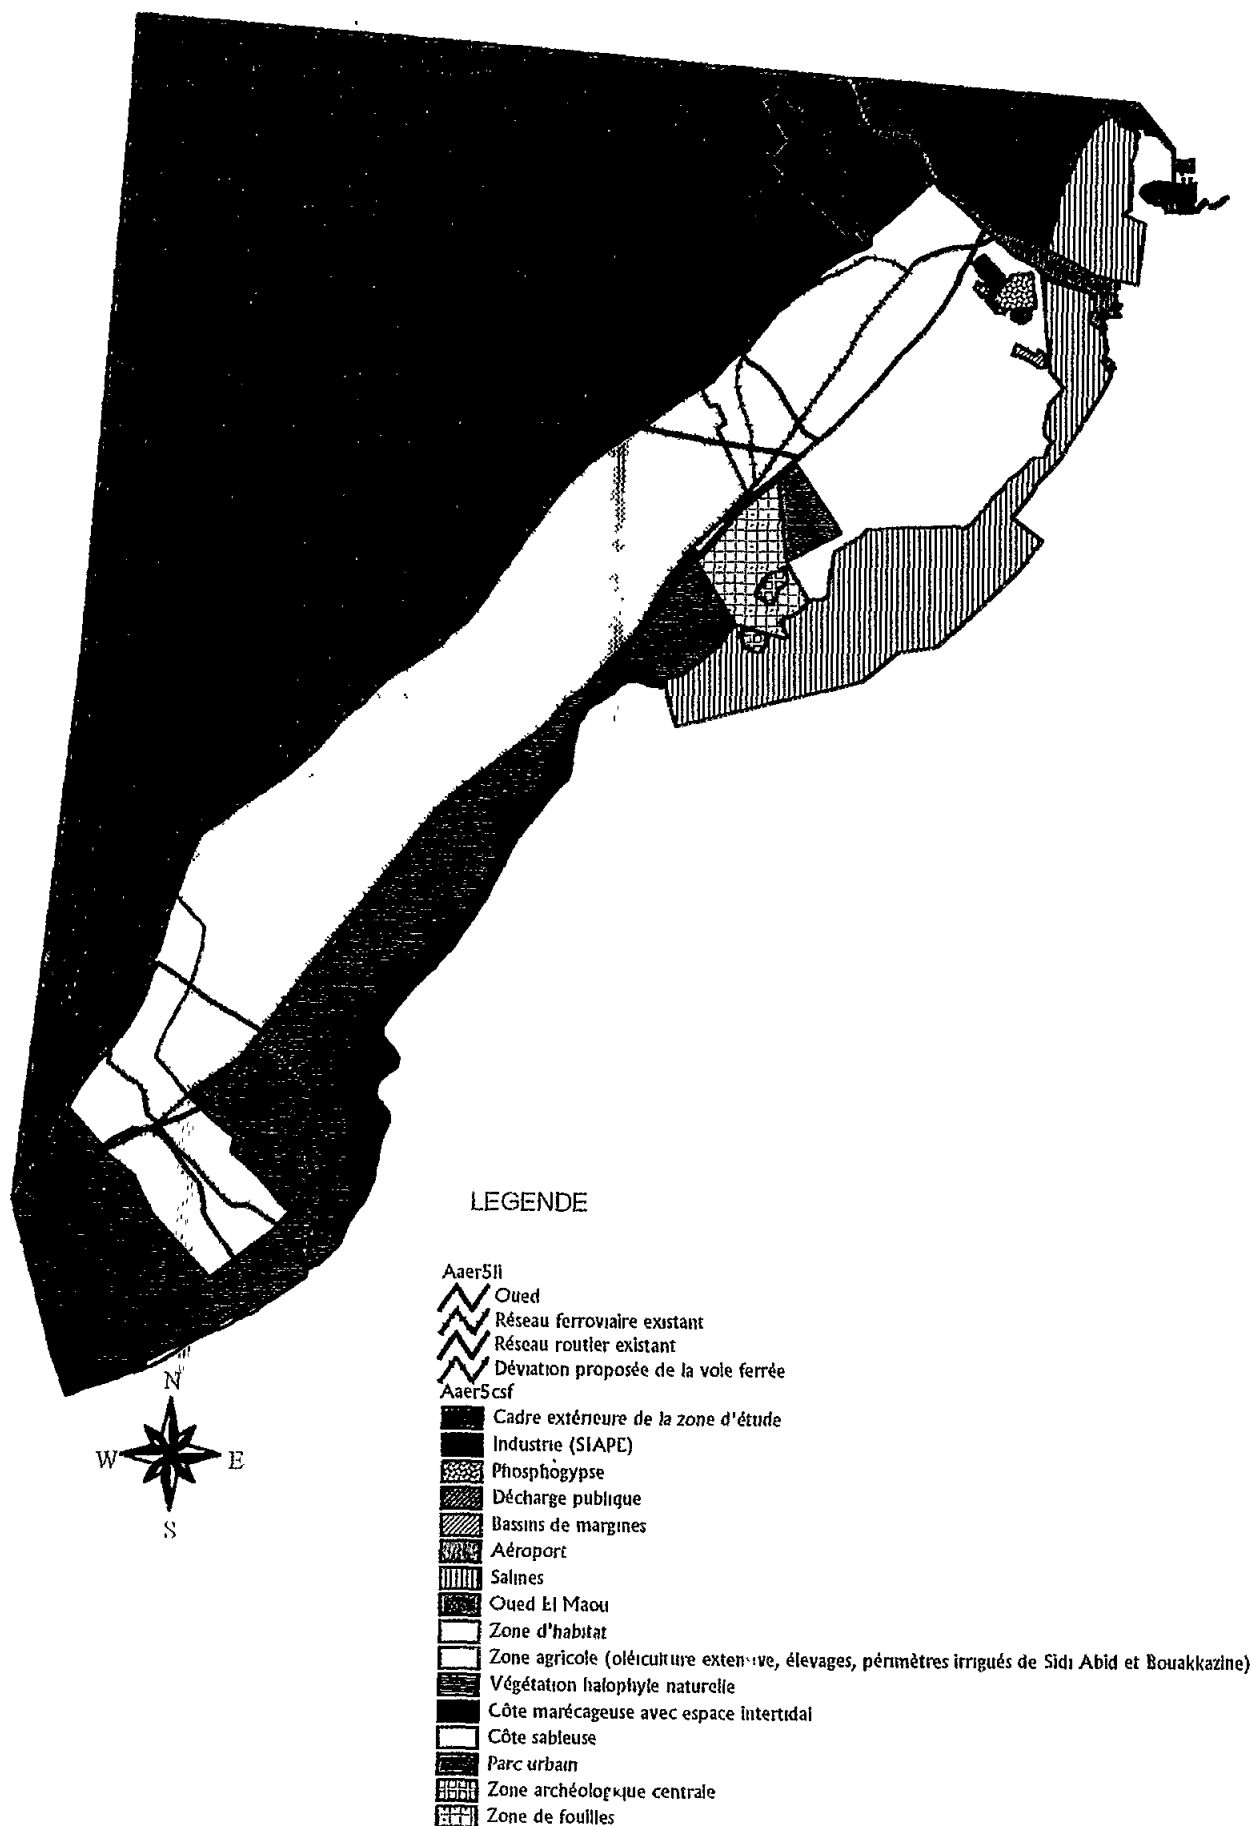 LEGENDE
Aaer5li
Oued
Réseau ferroviaire existant
Réseau routier existant
Déviation proposée de la voie ferrée
Aaer5csf
Cadre extérieure de la zone d'étude
Industrie (SIAPE)
Phosphogypse
Décharge publique
Bassins de margines
Aéroport
Salines
Oued El Maou
Zone d'habitat
Zone agricole (oléiculture extensive, élevages, périmètres irrigués de Sidi Abid et Bouakkazine)
Végétation halophyle naturelle
Côte marécageuse avec espace intertidal
Côte sableuse
Parc urbain
Zone archéologique centrale
Zone de fouilles
N
W E
S